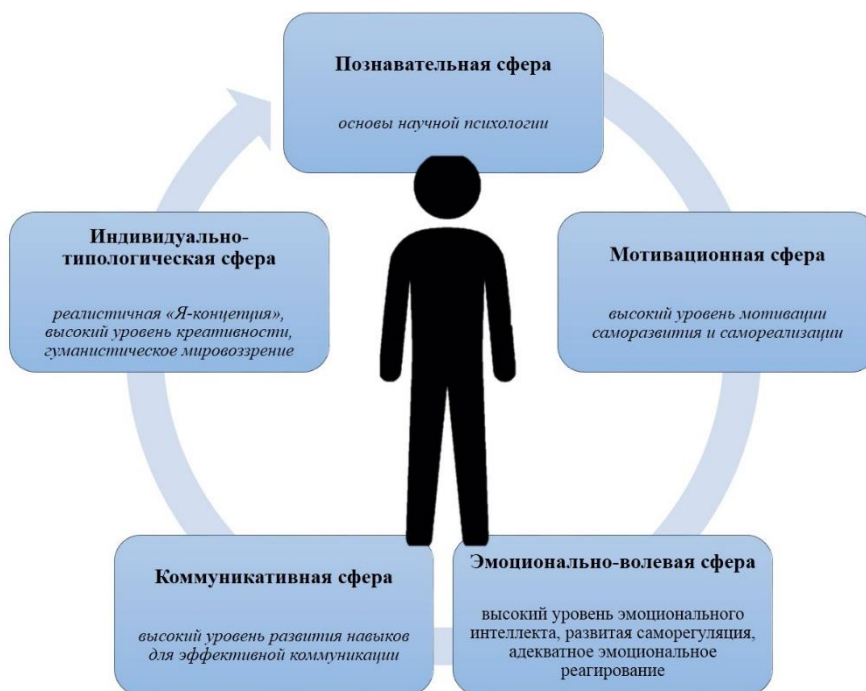 Познавательная сфера
основы научной психологии
Мотивационная сфера
высокий уровень мотивации
саморазвития и самореализации
Эмоционально-волевая сфера
высокий уровень эмоционального
интеллекта, развитая саморегуляция,
адекватное эмоциональное
реагирование
Коммуникативная сфера
высокий уровень развития навыков
для эффективной коммуникации
Индивидуально-
типологическая сфера
реалистичная «Я-концепция»,
высокий уровень креативности,
гуманистическое мировоззрение